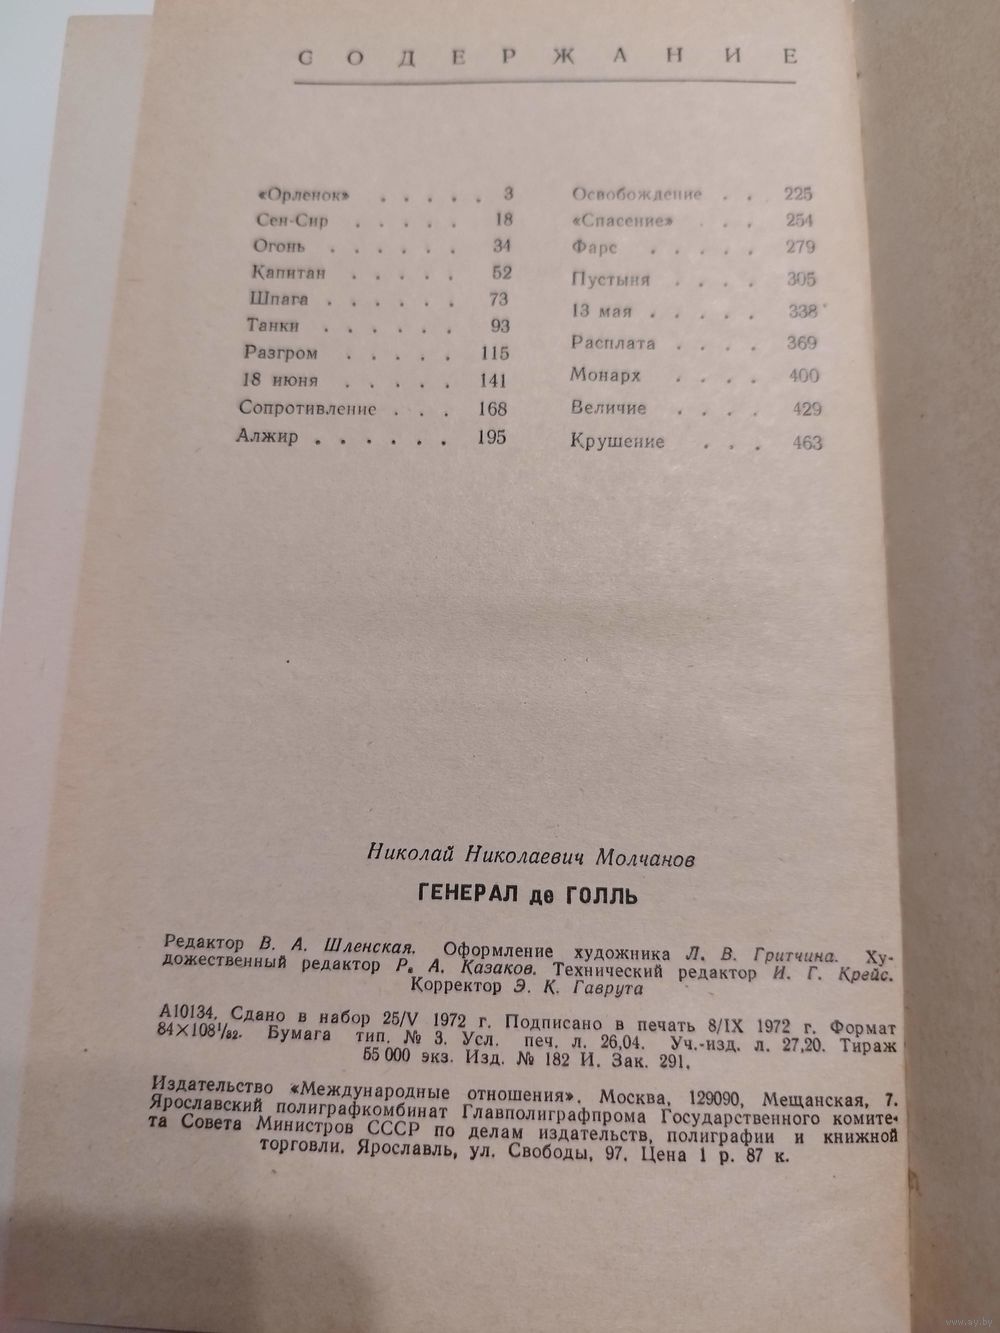 СОДЕРЖАНИЕ
«Орленок» . . . . . 3
Сен-Сир . . . . . 18
Огонь . . . . . . 34
Капитан . . . . . 52
Шпага . . . . . . 73
Танки . . . . . . 93
Разгром . . . . . 115
18 июня . . . . . 141
Сопротивление . . . 168
Алжир . . . . . . 195
Освобождение . . 225
«Спасение» . . . 254
Фарс . . . . . 279
Пустыня . . . . 305
13 мая . . . . . 338
Расплата . . . . 369
Монарх . . . . 400
Величие . . . . 429
Крушение . . . 463
Николай Николаевич Молчанов
ГЕНЕРАЛ де ГОЛЛЬ
Редактор В. А. Шленская. Оформление художника Л. В. Гритчина. Ху-
дожественный редактор Р. А. Казаков. Технический редактор И. Г. Крейс.
Корректор Э. К. Гаврута
А10134. Сдано в набор 25/V 1972 г. Подписано в печать 8/IX 1972 г. Формат
84×108¹/₃₂. Бумага тип. № 3. Усл. печ. л. 26,04. Уч.-изд. л. 27,20. Тираж
55 000 экз. Изд. № 182 И. Зак. 291.
Издательство «Международные отношения». Москва, 129090, Мещанская, 7.
Ярославский полиграфкомбинат Главполиграфпрома Государственного комите-
та Совета Министров СССР по делам издательств, полиграфии и книжной
торговли. Ярославль, ул. Свободы, 97. Цена 1 р. 87 к.
www.ay.by